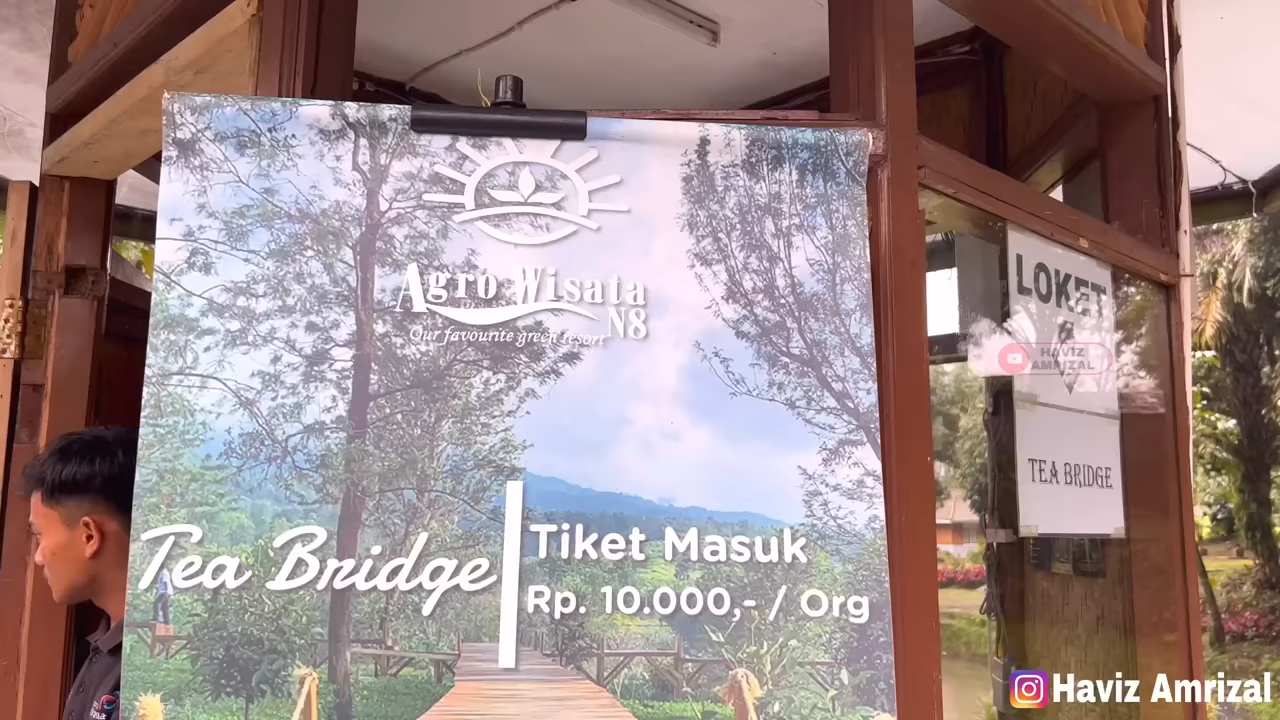 Agro Wisata
N8
Our favourite green resort
Tea Bridge
Tiket Masuk
Rp. 10.000,- / Org
LOKET
TEA BRIDGE
HAVIZ
AMRIZAL
Haviz Amrizal